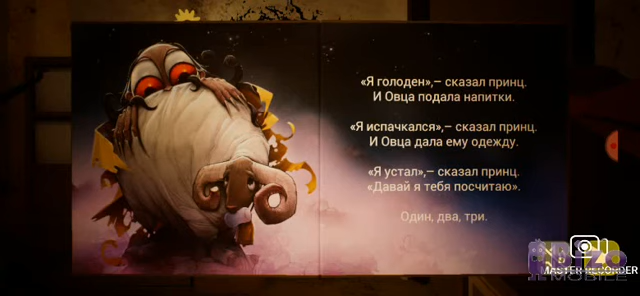 «Я голоден»,– сказал принц.
И Овца подала напитки.
«Я испачкался»,– сказал принц.
И Овца дала ему одежду.
«Я устал»,– сказал принц.
«Давай я тебя посчитаю».
Один, два, три.
MASTER RECORDER
MOBILE